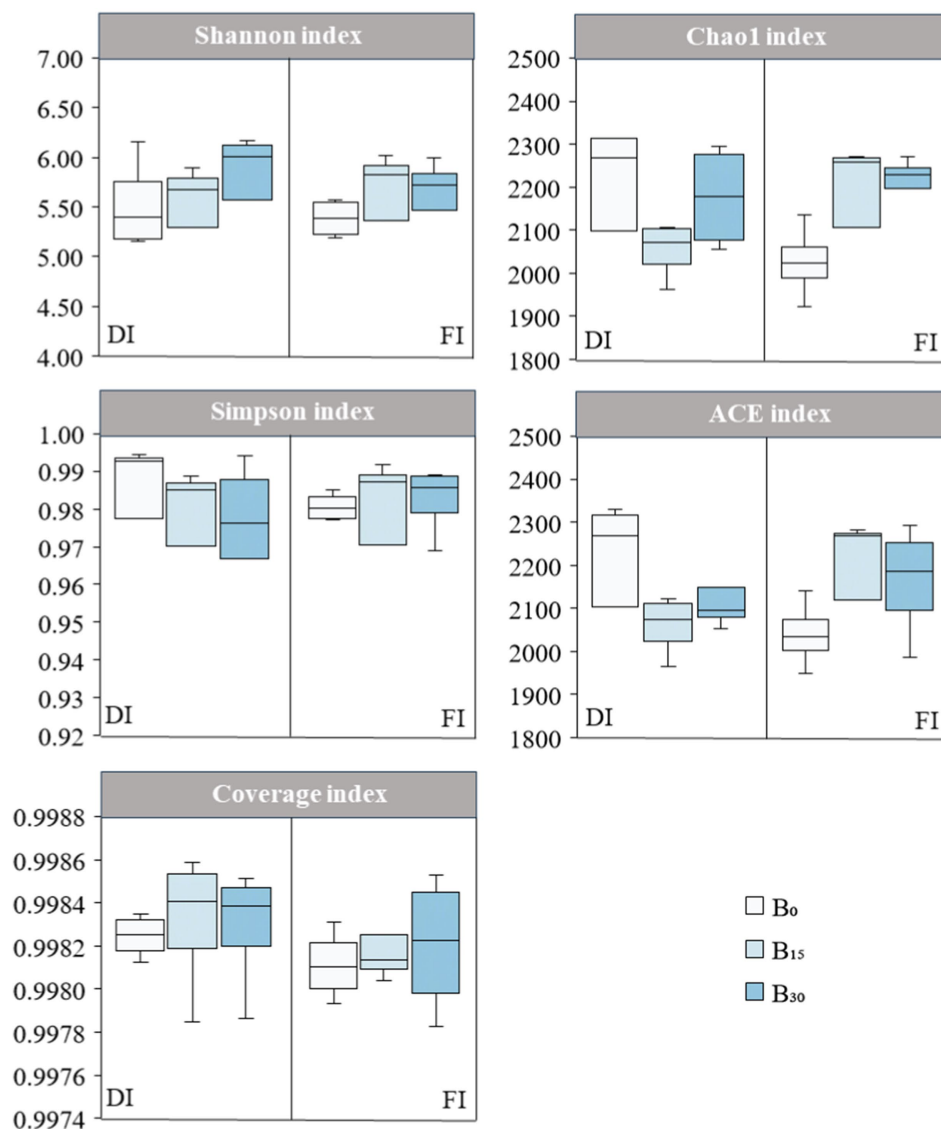 Shannon index
7.00
6.50
6.00
5.50
5.00
4.50
4.00
DI
FI
Chao1 index
2500
2400
2300
2200
2100
2000
1900
1800
DI
FI
Simpson index
1.00
0.99
0.98
0.97
0.96
0.95
0.94
0.93
0.92
DI
FI
ACE index
2500
2400
2300
2200
2100
2000
1900
1800
DI
FI
Coverage index
0.9988
0.9986
0.9984
0.9982
0.9980
0.9978
0.9976
0.9974
DI
FI
B₀
B₁₅
B₃₀